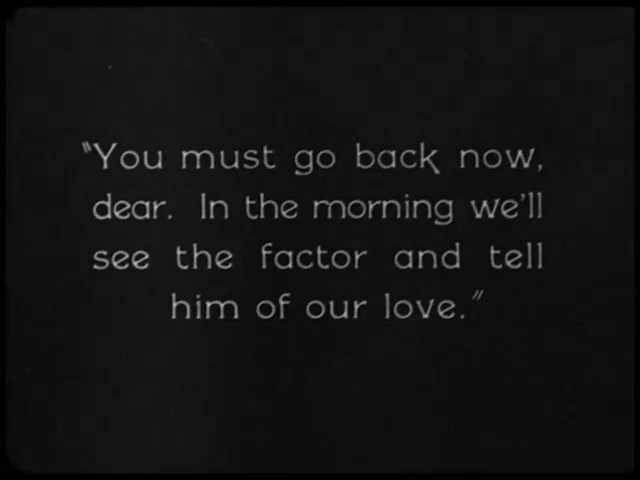 "You must go back now,
dear. In the morning we'll
see the factor and tell
him of our love."